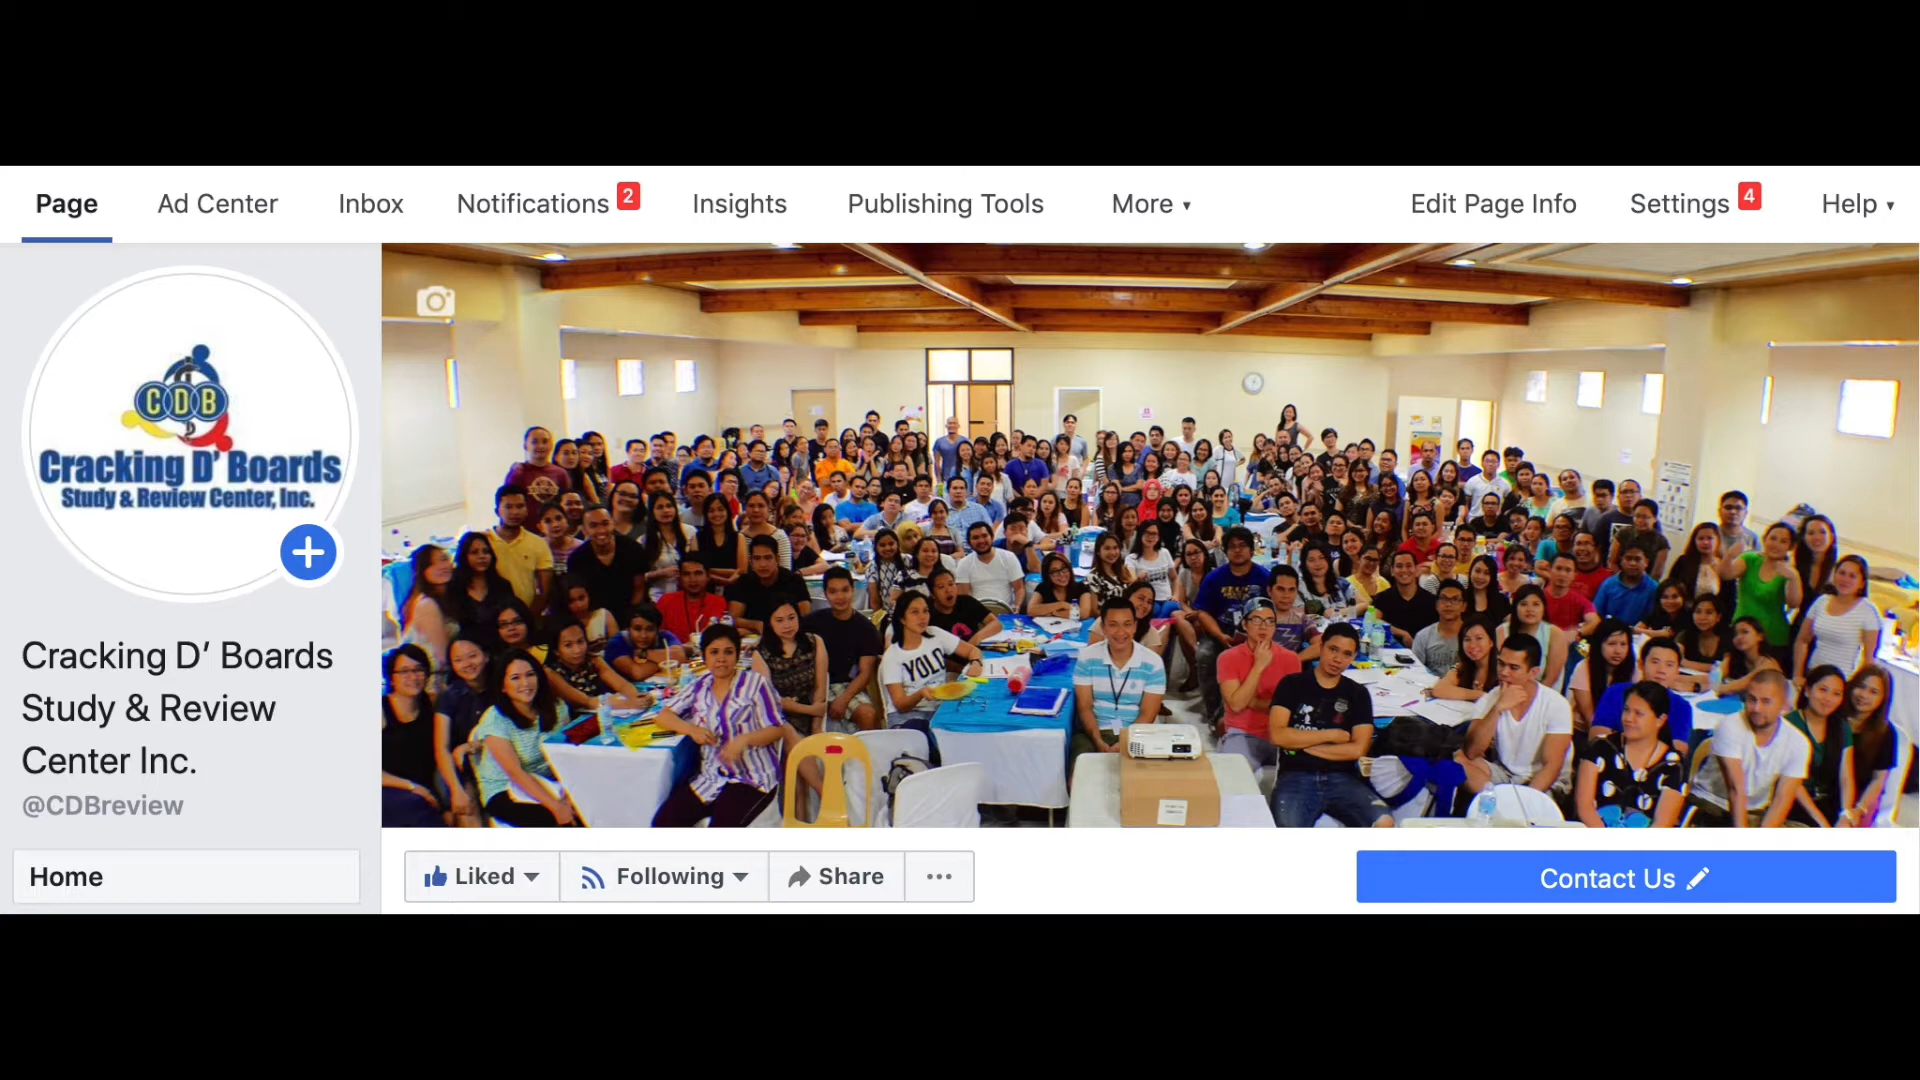 Page Ad Center Inbox Notifications 2 Insights Publishing Tools More Edit Page Info Settings 4 Help
CDB
Cracking D' Boards
Study & Review Center, Inc.
Cracking D’ Boards
Study & Review
Center Inc.
@CDBreview
Home
YOLO
Liked Following Share
Contact Us